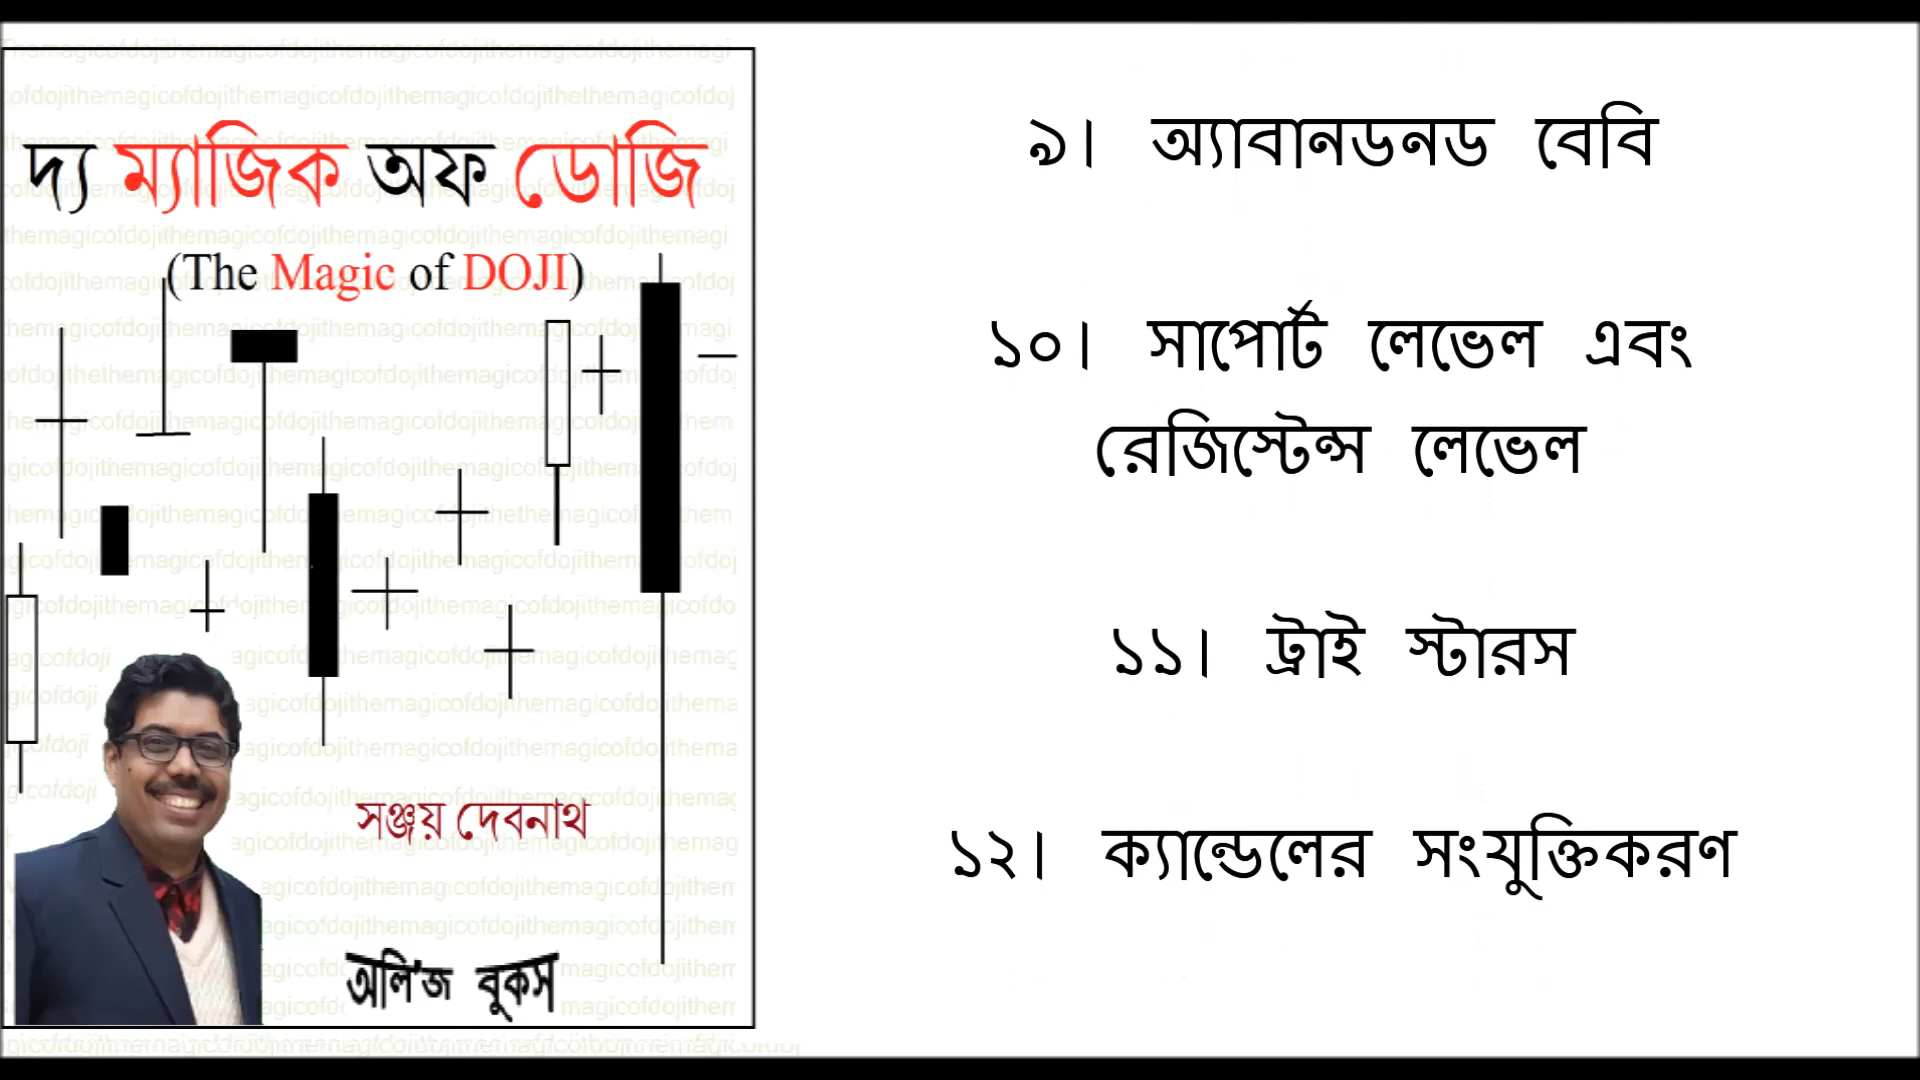 দ্য ম্যাজিক অফ ডোজি
(The Magic of DOJI)
সঞ্জয় দেবনাথ
অলি'জ বুকস
৯। অ্যাবানডনড বেবি
১০। সাপোর্ট লেভেল এবং
রেজিস্টেন্স লেভেল
১১। ট্রাই স্টারস
১২। ক্যান্ডেলের সংযুক্তিকরণ